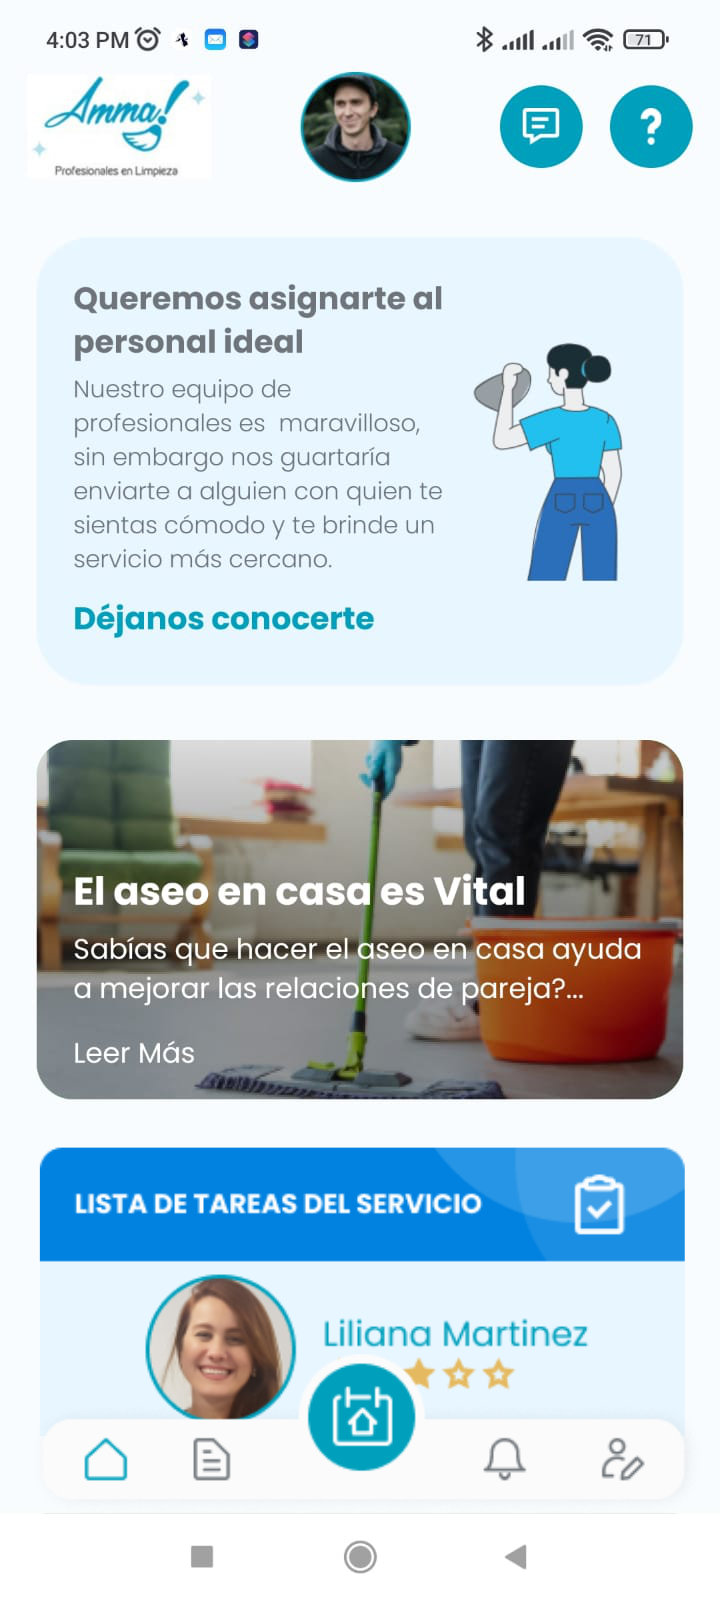 4:03 PM
71
Amma!
Profesionales en Limpieza
?
Queremos asignarte al
personal ideal
Nuestro equipo de
profesionales es  maravilloso,
sin embargo nos guartaría
enviarte a alguien con quien te
sientas cómodo y te brinde un
servicio más cercano.
Déjanos conocerte
El aseo en casa es Vital
Sabías que hacer el aseo en casa ayuda
a mejorar las relaciones de pareja?...
Leer Más
LISTA DE TAREAS DEL SERVICIO
Liliana Martinez